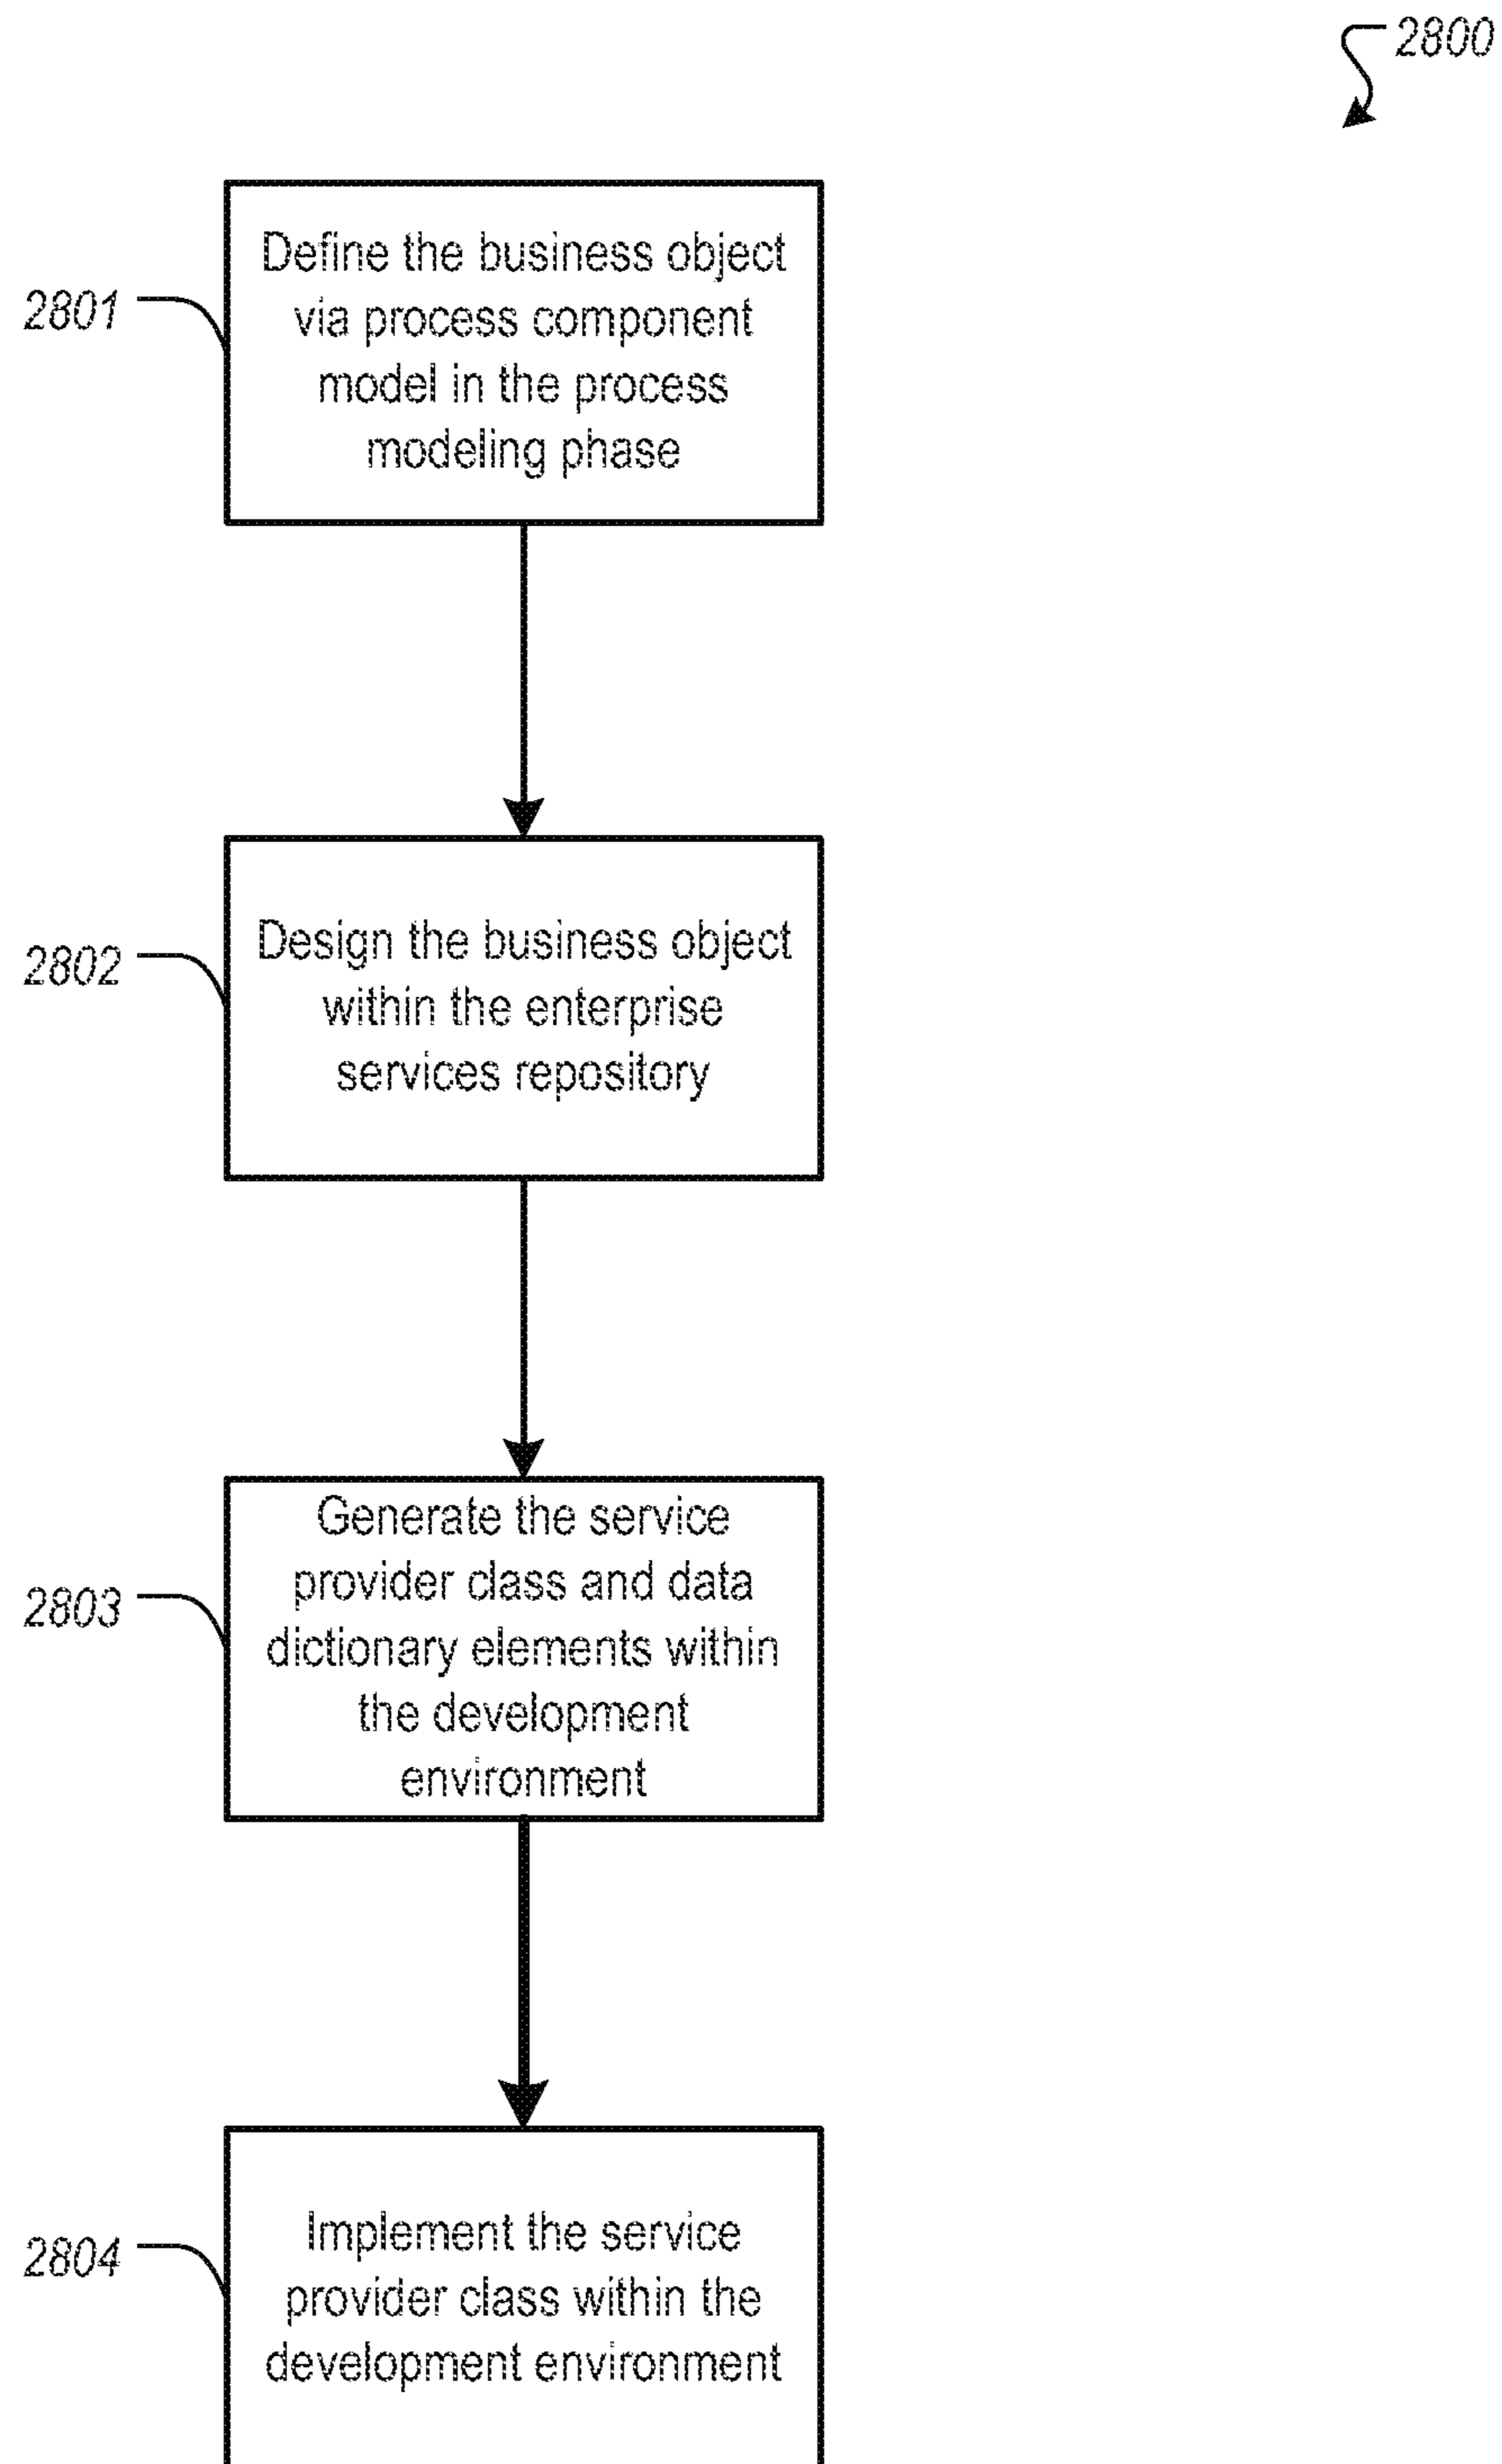 2800
2801
Define the business object
via process component
model in the process
modeling phase
2802
Design the business object
within the enterprise
services repository
2803
Generate the service
provider class and data
dictionary elements within
the development
environment
2804
Implement the service
provider class within the
development environment